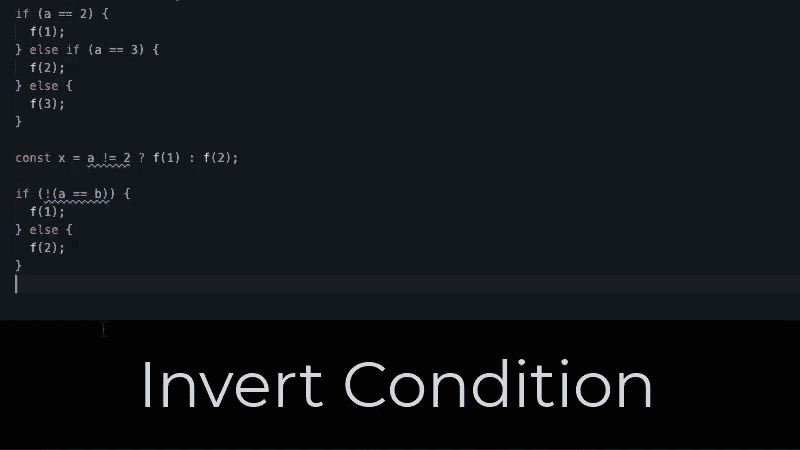 if (a == 2) {
  f(1);
} else if (a == 3) {
  f(2);
} else {
  f(3);
}
const x = a != 2 ? f(1) : f(2);
if (!(a == b)) {
  f(1);
} else {
  f(2);
}
Invert Condition